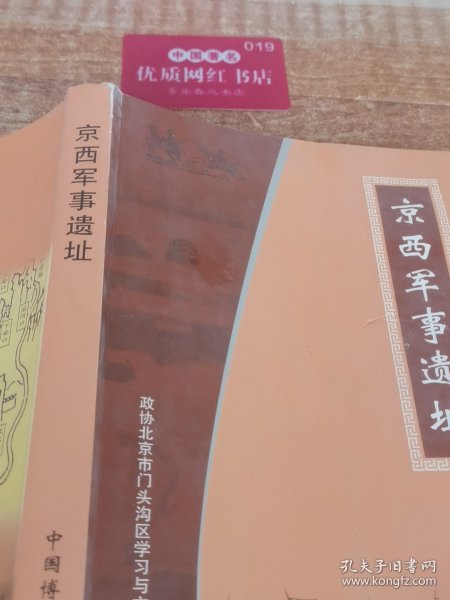 中国著名
019
优质网红书店
京西军事遗址
京西军事遗址
政协北京市门头沟区学习与
中国博
孔夫子旧书网
www.kongfz.com